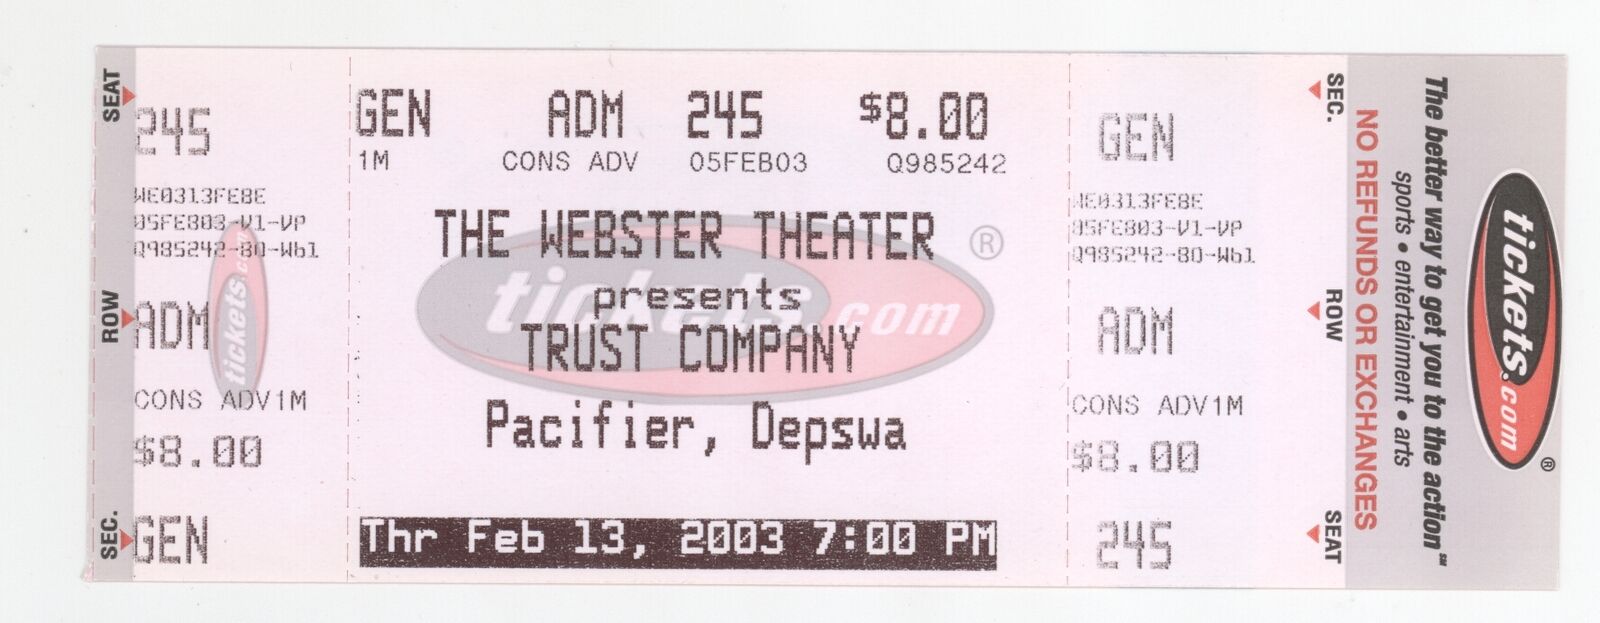 SEAT
245
WE0313FEBE
05FEB03-V1-VP
Q985242-80-Wb1
ROW
ADM
tickets.com
CONS ADV1M
$8.00
SEC.
GEN
GEN ADM 245 $8.00
1M CONS ADV 05FEB03 Q985242
THE WEBSTER THEATER
presents
TRUST COMPANY
Pacifier, Depswa
tickets.com®
Thr Feb 13, 2003 7:00 PM
GEN
WE0313FEBE
05FEB03-V1-VP
Q985242-80-Wb1
ADM
CONS ADV1M
$8.00
245
SEC.
ROW
SEAT
NO REFUNDS OR EXCHANGES
sports • entertainment • arts
The better way to get you to the action℠
tickets.com®